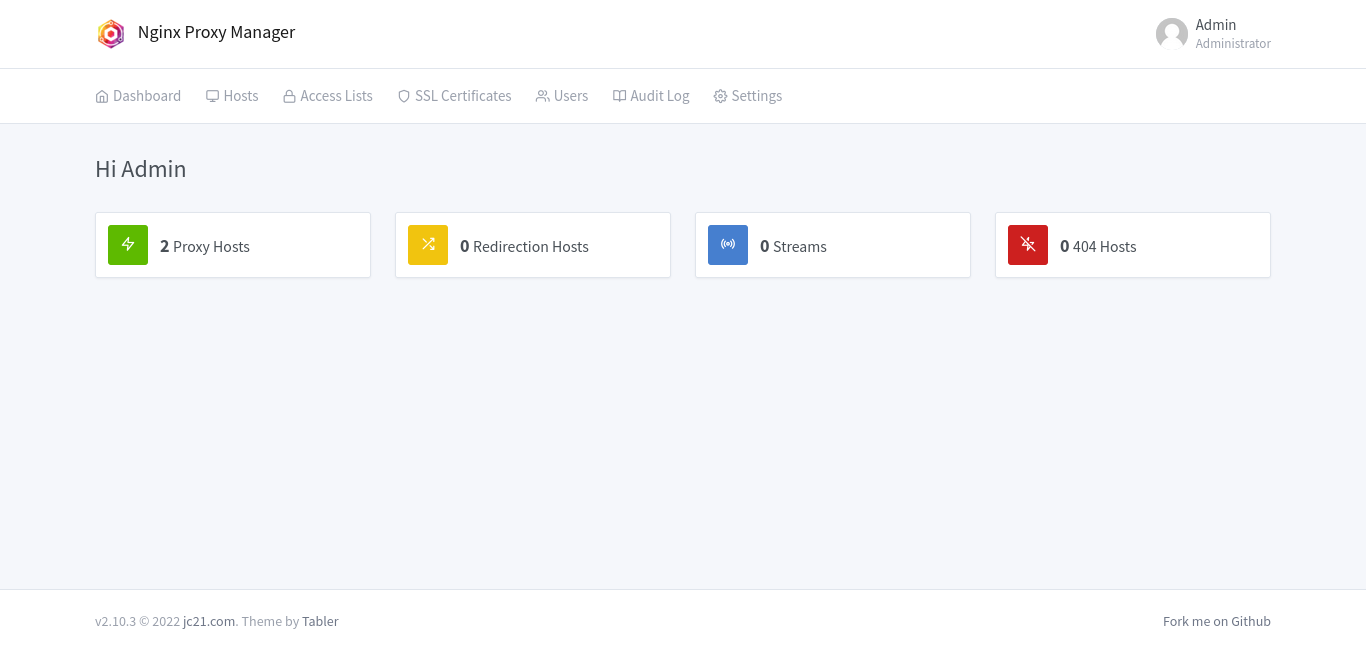 Nginx Proxy Manager
Admin
Administrator
Dashboard Hosts Access Lists SSL Certificates Users Audit Log Settings
Hi Admin
2 Proxy Hosts
0 Redirection Hosts
0 Streams
0 404 Hosts
v2.10.3 © 2022 jc21.com. Theme by Tabler
Fork me on Github